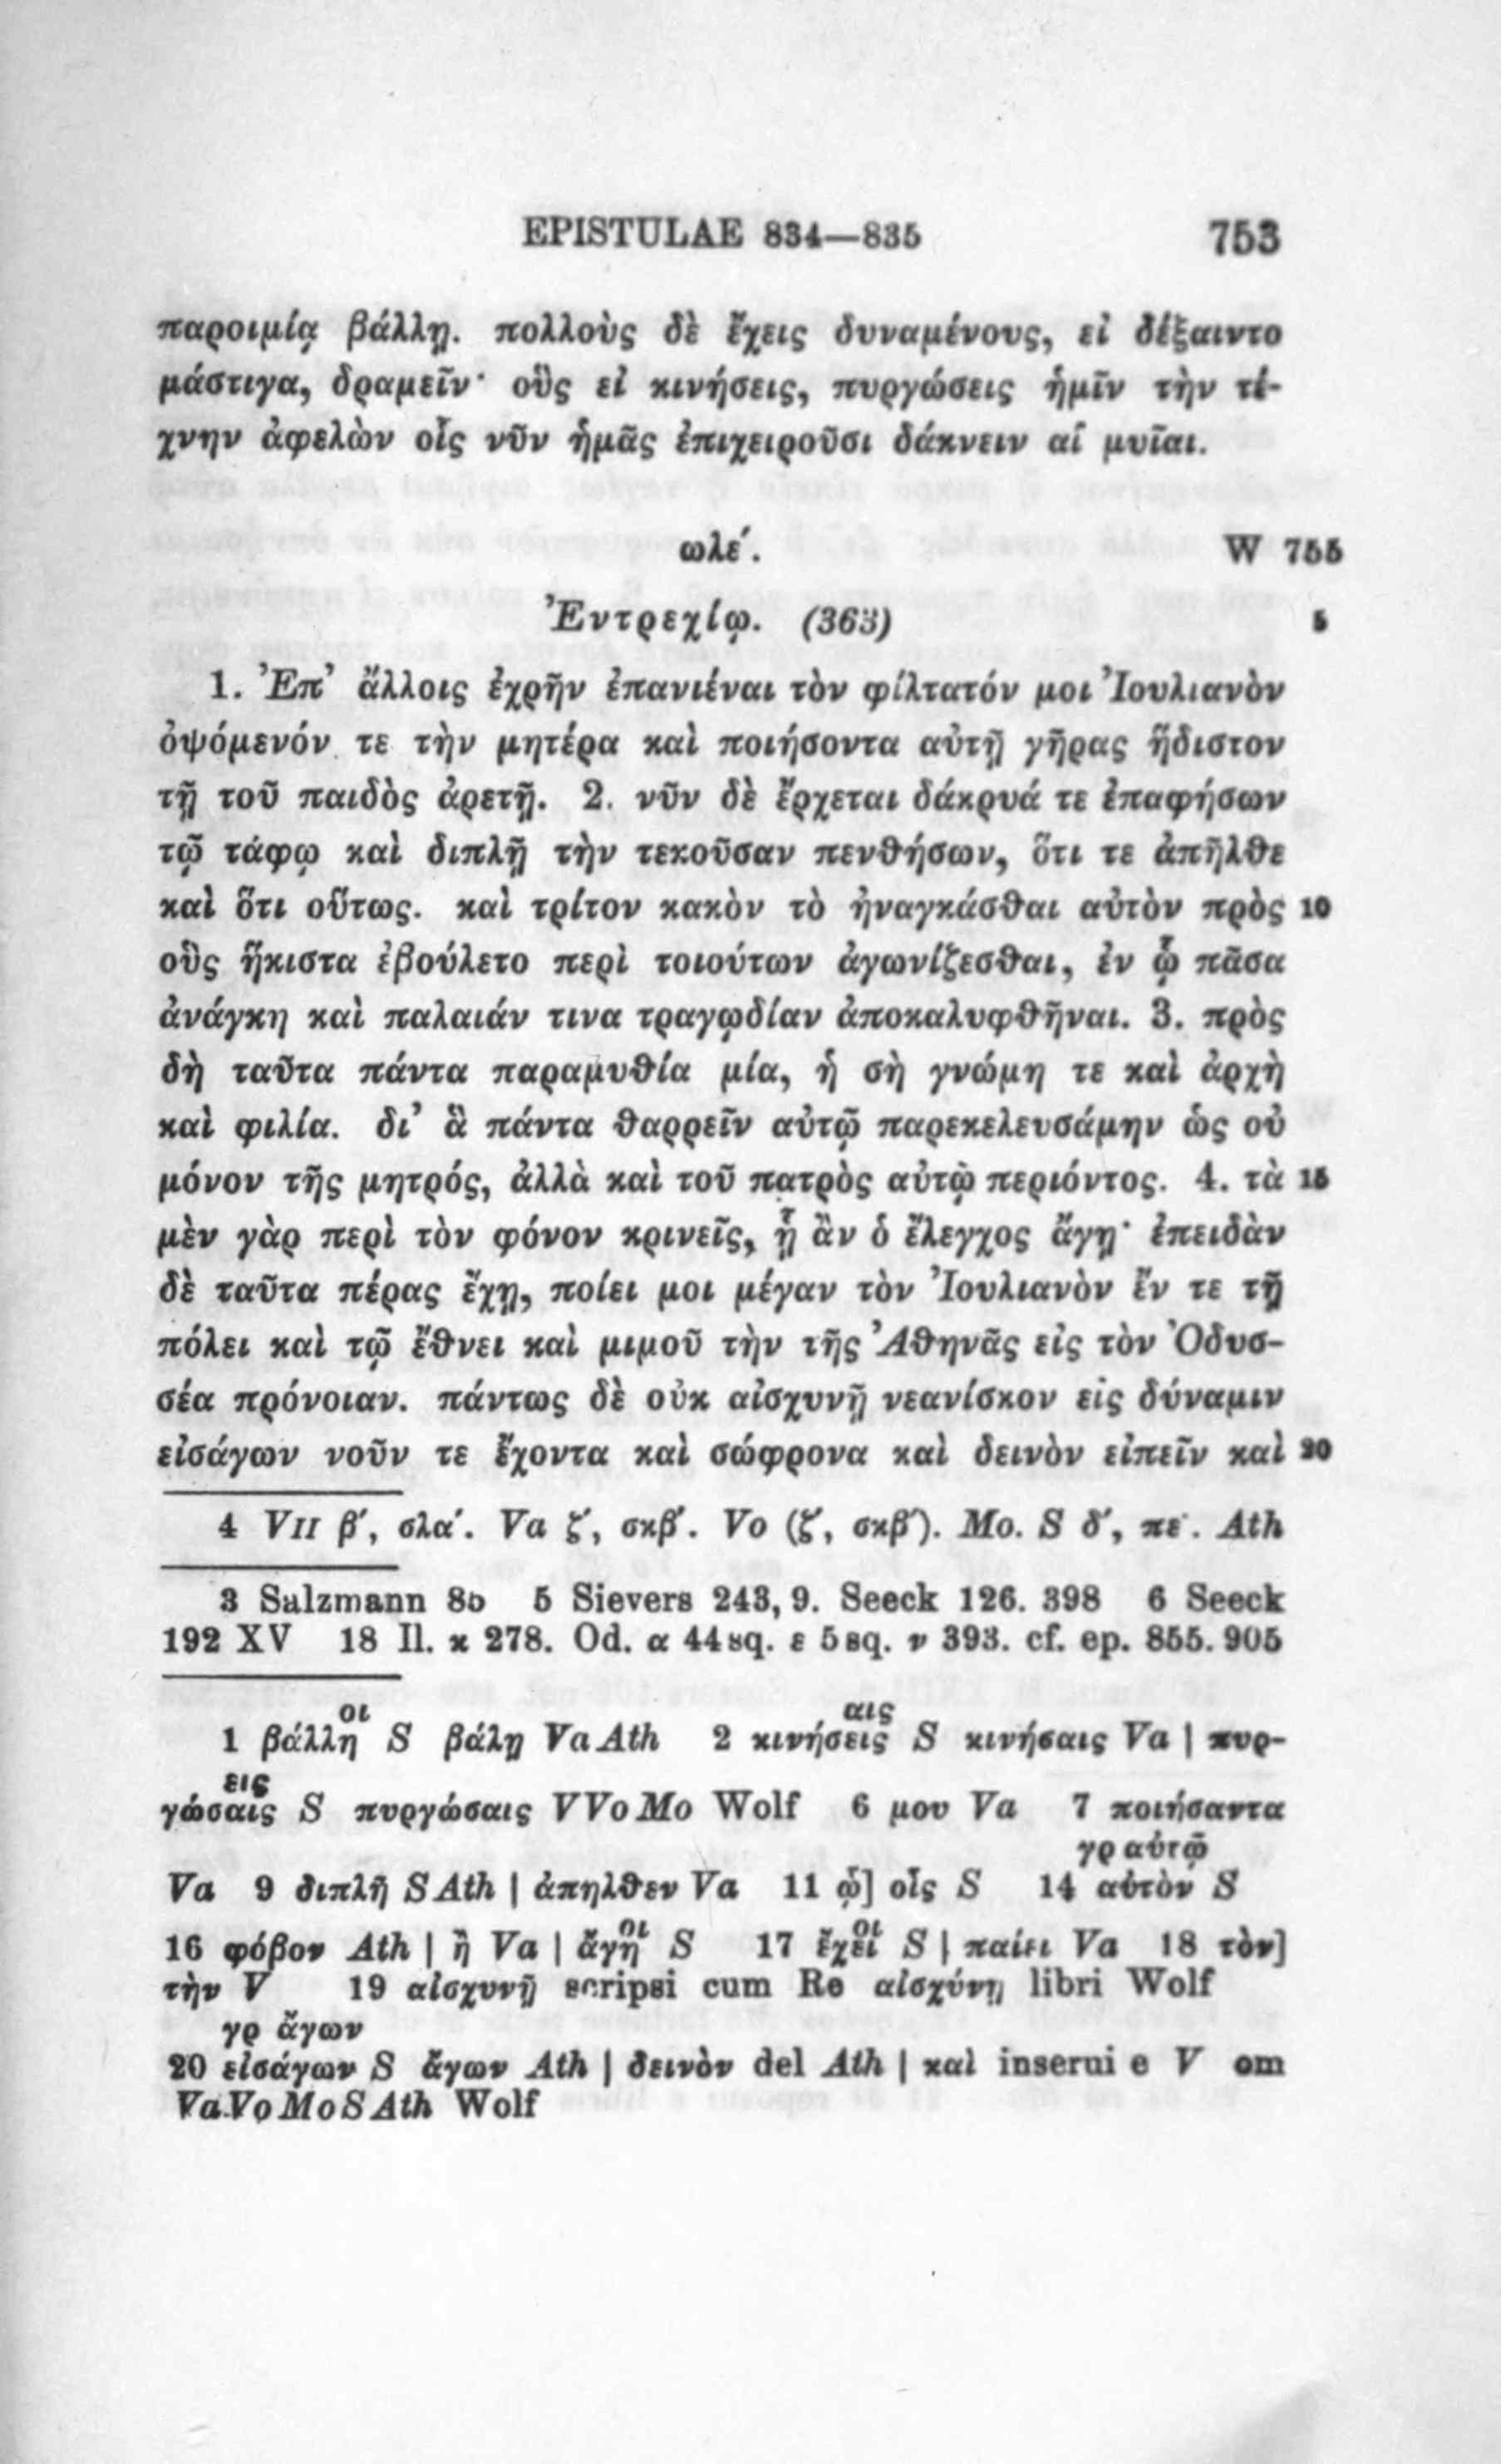 EPISTULAE 834—835 753
παροιμίᾳ βάλλῃ. πολλοὺς δὲ ἔχεις δυναμένους, εἰ δέξαιντο
μάστιγα, δραμεῖν· οὓς εἰ κινήσεις, πυργώσεις ἡμῖν τὴν τέ-
χνην ἀφελὼν οἷς νῦν ἡμᾶς ἐπιχειροῦσι δάκνειν αἱ μυῖαι.
ωλε΄. W 755
Ἐντρεχίῳ. (363) 5
1. Ἐπ’ ἄλλοις ἐχρῆν ἐπανιέναι τὸν φίλτατόν μοι Ἰουλιανὸν
ὀψόμενόν τε τὴν μητέρα καὶ ποιήσοντα αὐτῇ γῆρας ἥδιστον
τῇ τοῦ παιδὸς ἀρετῇ. 2. νῦν δὲ ἔρχεται δάκρυά τε ἐπαφήσων
τῷ τάφῳ καὶ διπλῇ τὴν τεκοῦσαν πενθήσων, ὅτι τε ἀπῆλθε
καὶ ὅτι οὕτως. καὶ τρίτον κακὸν τὸ ἠναγκάσθαι αὐτὸν πρὸς 10
οὓς ἥκιστα ἐβούλετο περὶ τοιούτων ἀγωνίζεσθαι, ἐν ᾧ πᾶσα
ἀνάγκη καὶ παλαιάν τινα τραγῳδίαν ἀποκαλυφθῆναι. 3. πρὸς
δὴ ταῦτα πάντα παραμυθία μία, ἡ σὴ γνώμη τε καὶ ἀρχὴ
καὶ φιλία. δι’ ἃ πάντα θαρρεῖν αὐτῷ παρεκελευσάμην ὡς οὐ
μόνον τῆς μητρός, ἀλλὰ καὶ τοῦ πατρὸς αὐτῷ περιόντος. 4. τὰ 15
μὲν γὰρ περὶ τὸν φόνον κρινεῖς, ᾗ ἂν ὁ ἔλεγχος ἄγῃ· ἐπειδὰν
δὲ ταῦτα πέρας ἔχῃ, ποίει μοι μέγαν τὸν Ἰουλιανὸν ἔν τε τῇ
πόλει καὶ τῷ ἔθνει καὶ μιμοῦ τὴν τῆς Ἀθηνᾶς εἰς τὸν Ὀδυσ-
σέα πρόνοιαν. πάντως δὲ οὐκ αἰσχυνῇ νεανίσκον εἰς δύναμιν
εἰσάγων νοῦν τε ἔχοντα καὶ σώφρονα καὶ δεινὸν εἰπεῖν καὶ 20
4 VII β΄, σλα΄. Va ζ΄, σκβ΄. Vo (ζ΄, σκβ΄). Mo. S δ΄, πε΄. Ath
3 Salzmann 8b 5 Sievers 243, 9. Seeck 126. 398 6 Seeck
192 XV 18 Il. κ 278. Od. α 44 sq. ε 5 sq. ν 393. cf. ep. 855. 905
οι αις
1 βάλλη S βάλῃ Va Ath 2 κινήσεις S κινήσαις Va | πυρ-
εις
γώσαις S πυργώσαις V Vo Mo Wolf 6 μου Va 7 ποιήσαντα
γρ αὐτῷ
Va 9 διπλῆ S Ath | ἀπηλθεν Va 11 ᾧ] οἷς S 14 αὐτὸν S
οι οι
16 φόβον Ath | ἢ Va | ἄγη S 17 ἔχει S | παίει Va 18 τὸν]
τὴν V 19 αἰσχυνῇ scripsi cum Re αἰσχύνῃ libri Wolf
γρ ἄγων
20 εἰσάγων S ἄγων Ath | δεινὸν del Ath | καὶ inserui e V om
Va Vo Mo S Ath Wolf